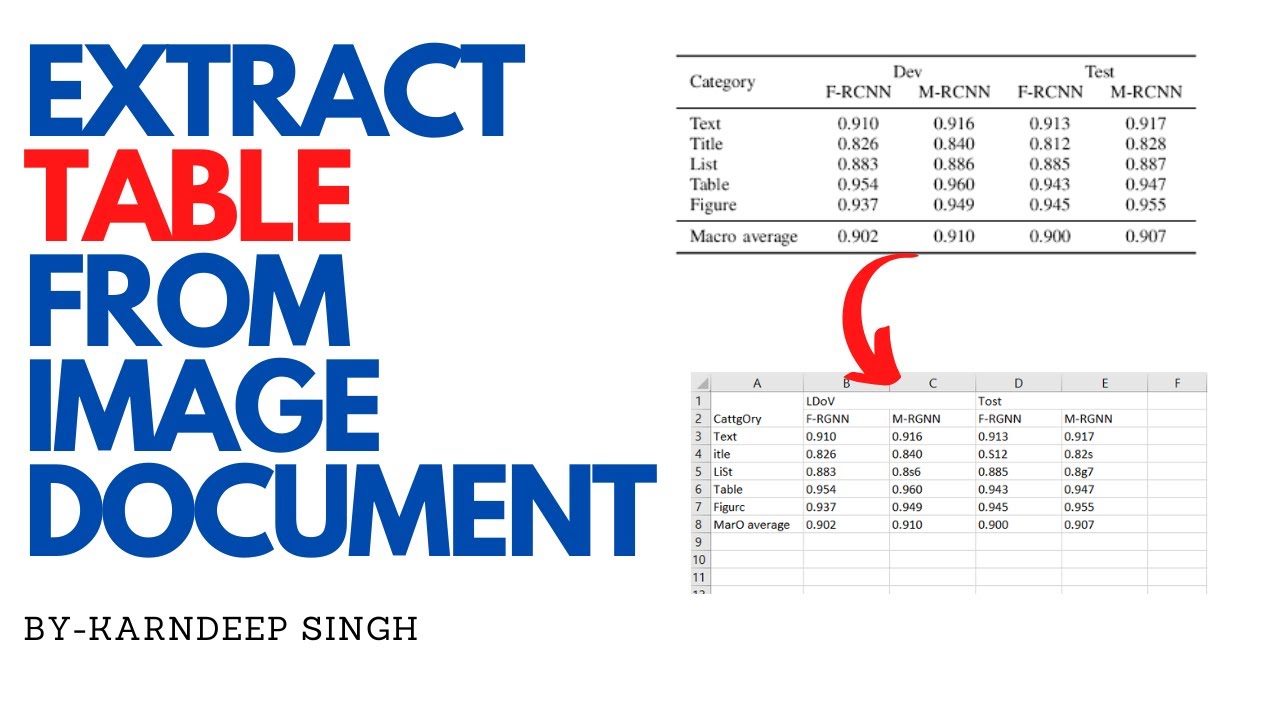 EXTRACT
TABLE
FROM
IMAGE
DOCUMENT
BY-KARNDEEP SINGH
Category Dev Test
F-RCNN M-RCNN F-RCNN M-RCNN
Text 0.910 0.916 0.913 0.917
Title 0.826 0.840 0.812 0.828
List 0.883 0.886 0.885 0.887
Table 0.954 0.960 0.943 0.947
Figure 0.937 0.949 0.945 0.955
Macro average 0.902 0.910 0.900 0.907
A B C D E F
1 LDoV Tost
2 CattgOry F-RGNN M-RGNN F-RGNN M-RGNN
3 Text 0.910 0.916 0.913 0.917
4 itle 0.826 0.840 0.S12 0.82s
5 LiSt 0.883 0.8s6 0.885 0.8g7
6 Table 0.954 0.960 0.943 0.947
7 Figurc 0.937 0.949 0.945 0.955
8 MarO average 0.902 0.910 0.900 0.907
9
10
11